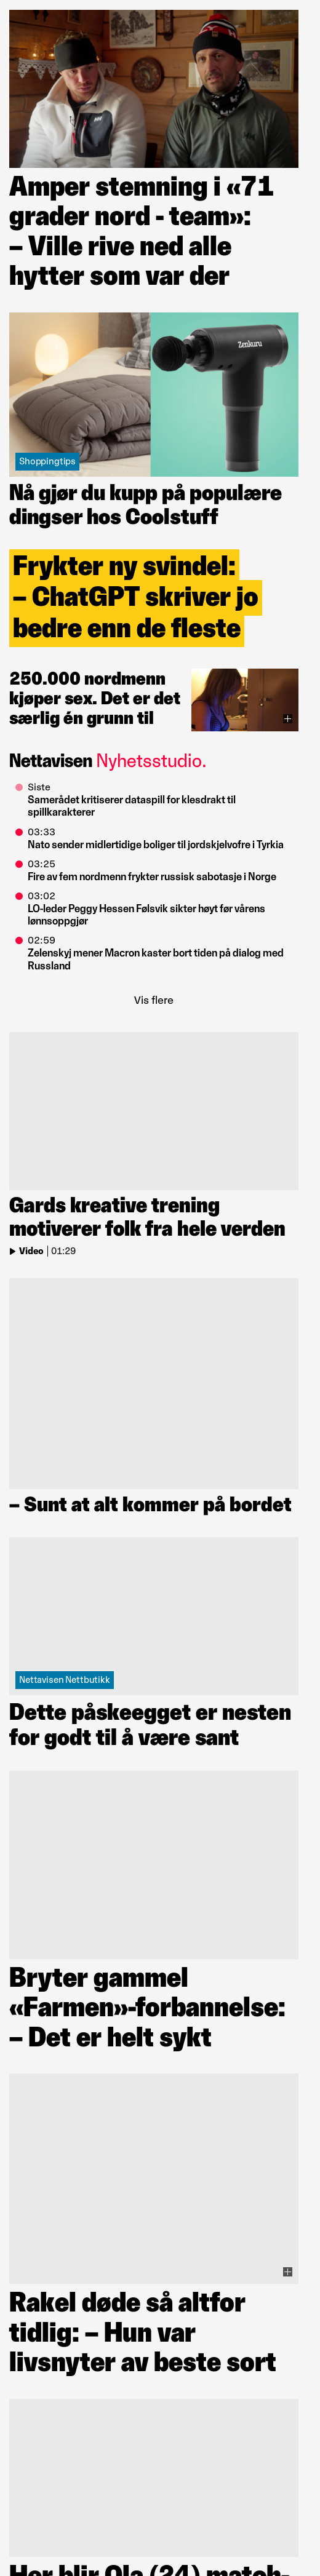 Amper stemning i «71
grader nord - team»:
– Ville rive ned alle
hytter som var der
Zenkuru
Shoppingtips
Nå gjør du kupp på populære
dingser hos Coolstuff
Frykter ny svindel:
– ChatGPT skriver jo
bedre enn de fleste
250.000 nordmenn
kjøper sex. Det er det
særlig én grunn til
Nettavisen Nyhetsstudio.
Siste
Samerådet kritiserer dataspill for klesdrakt til
spillkarakterer
03:33
Nato sender midlertidige boliger til jordskjelvofre i Tyrkia
03:25
Fire av fem nordmenn frykter russisk sabotasje i Norge
03:02
LO-leder Peggy Hessen Følsvik sikter høyt før vårens
lønnsoppgjør
02:59
Zelenskyj mener Macron kaster bort tiden på dialog med
Russland
Vis flere
Gards kreative trening
motiverer folk fra hele verden
Video | 01:29
– Sunt at alt kommer på bordet
Nettavisen Nettbutikk
Dette påskeegget er nesten
for godt til å være sant
Bryter gammel
«Farmen»-forbannelse:
– Det er helt sykt
Rakel døde så altfor
tidlig: – Hun var
livsnyter av beste sort
Her blir Ola (24) match-